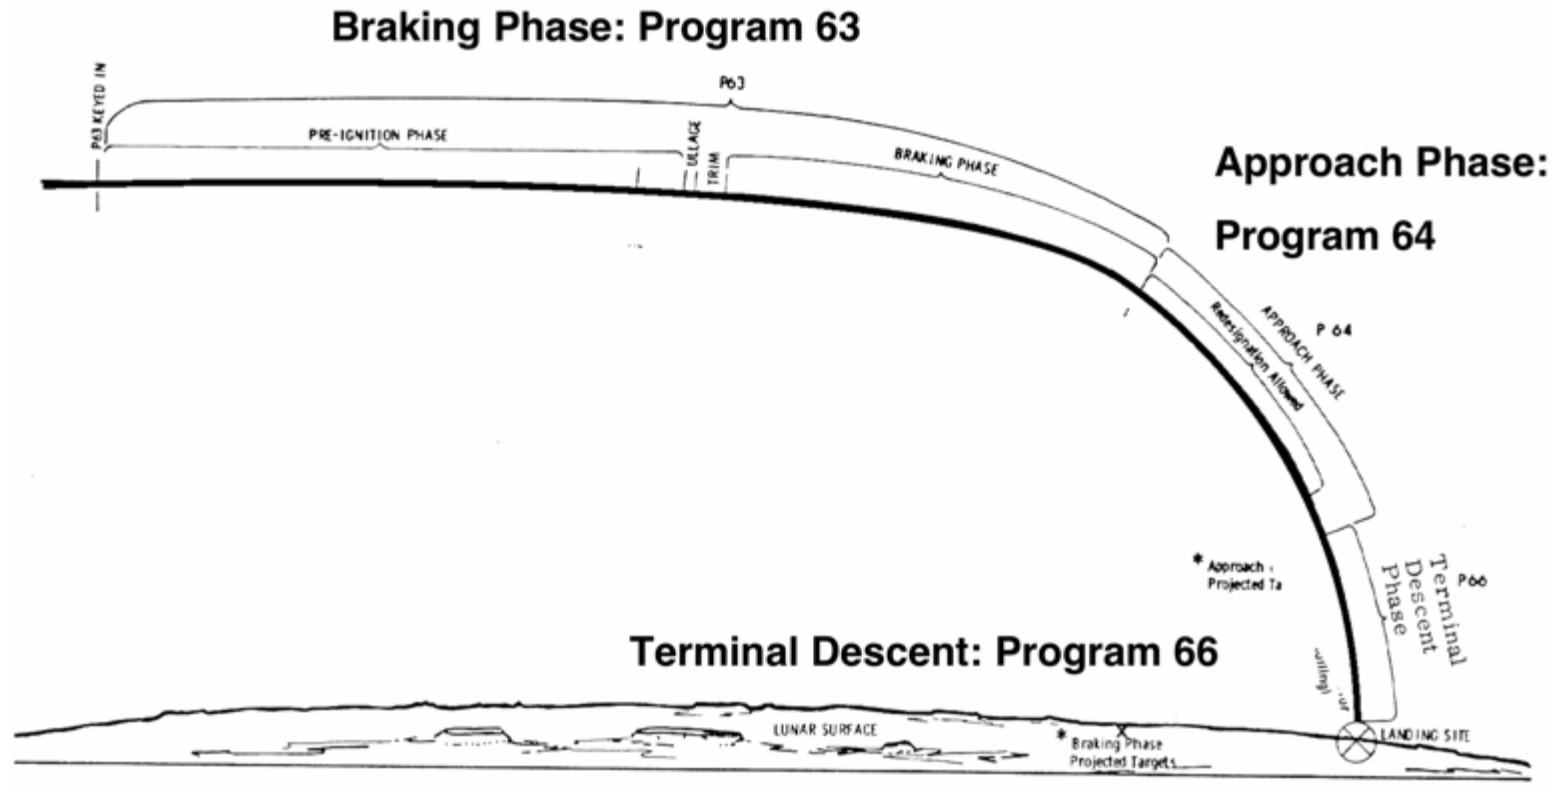 Braking Phase: Program 63
P63 KEYED IN
P63
PRE-IGNITION PHASE
ULLAGE
TRIM
BRAKING PHASE
Approach Phase:
Program 64
P 64
APPROACH PHASE
Redesignation Allowed
* Approach
Projected Ta
Terminal
Descent
Phase
P66
Terminal Descent: Program 66
LUNAR SURFACE
* Braking Phase
Projected Targets
LANDING SITE